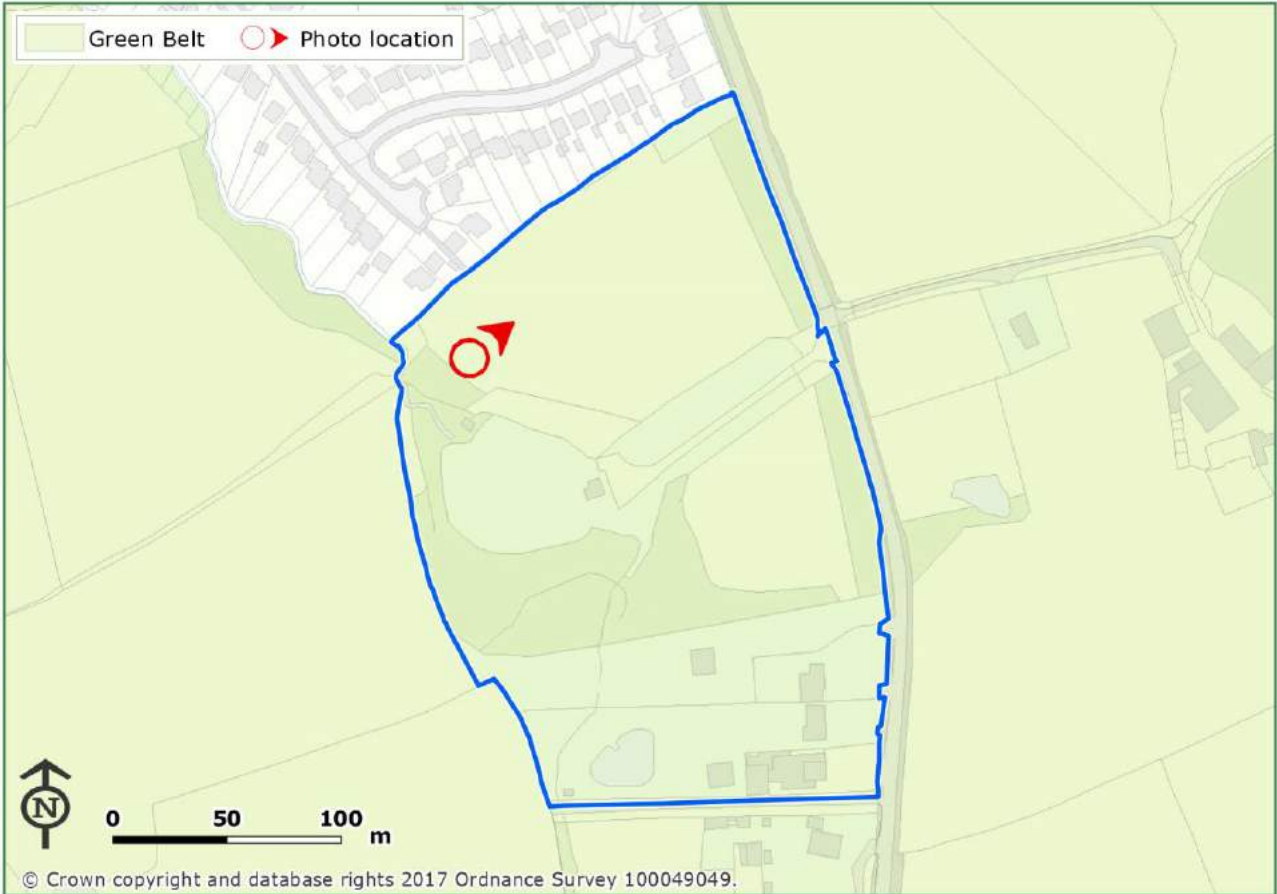 Green Belt Photo location
N
0 50 100 m
© Crown copyright and database rights 2017 Ordnance Survey 100049049.